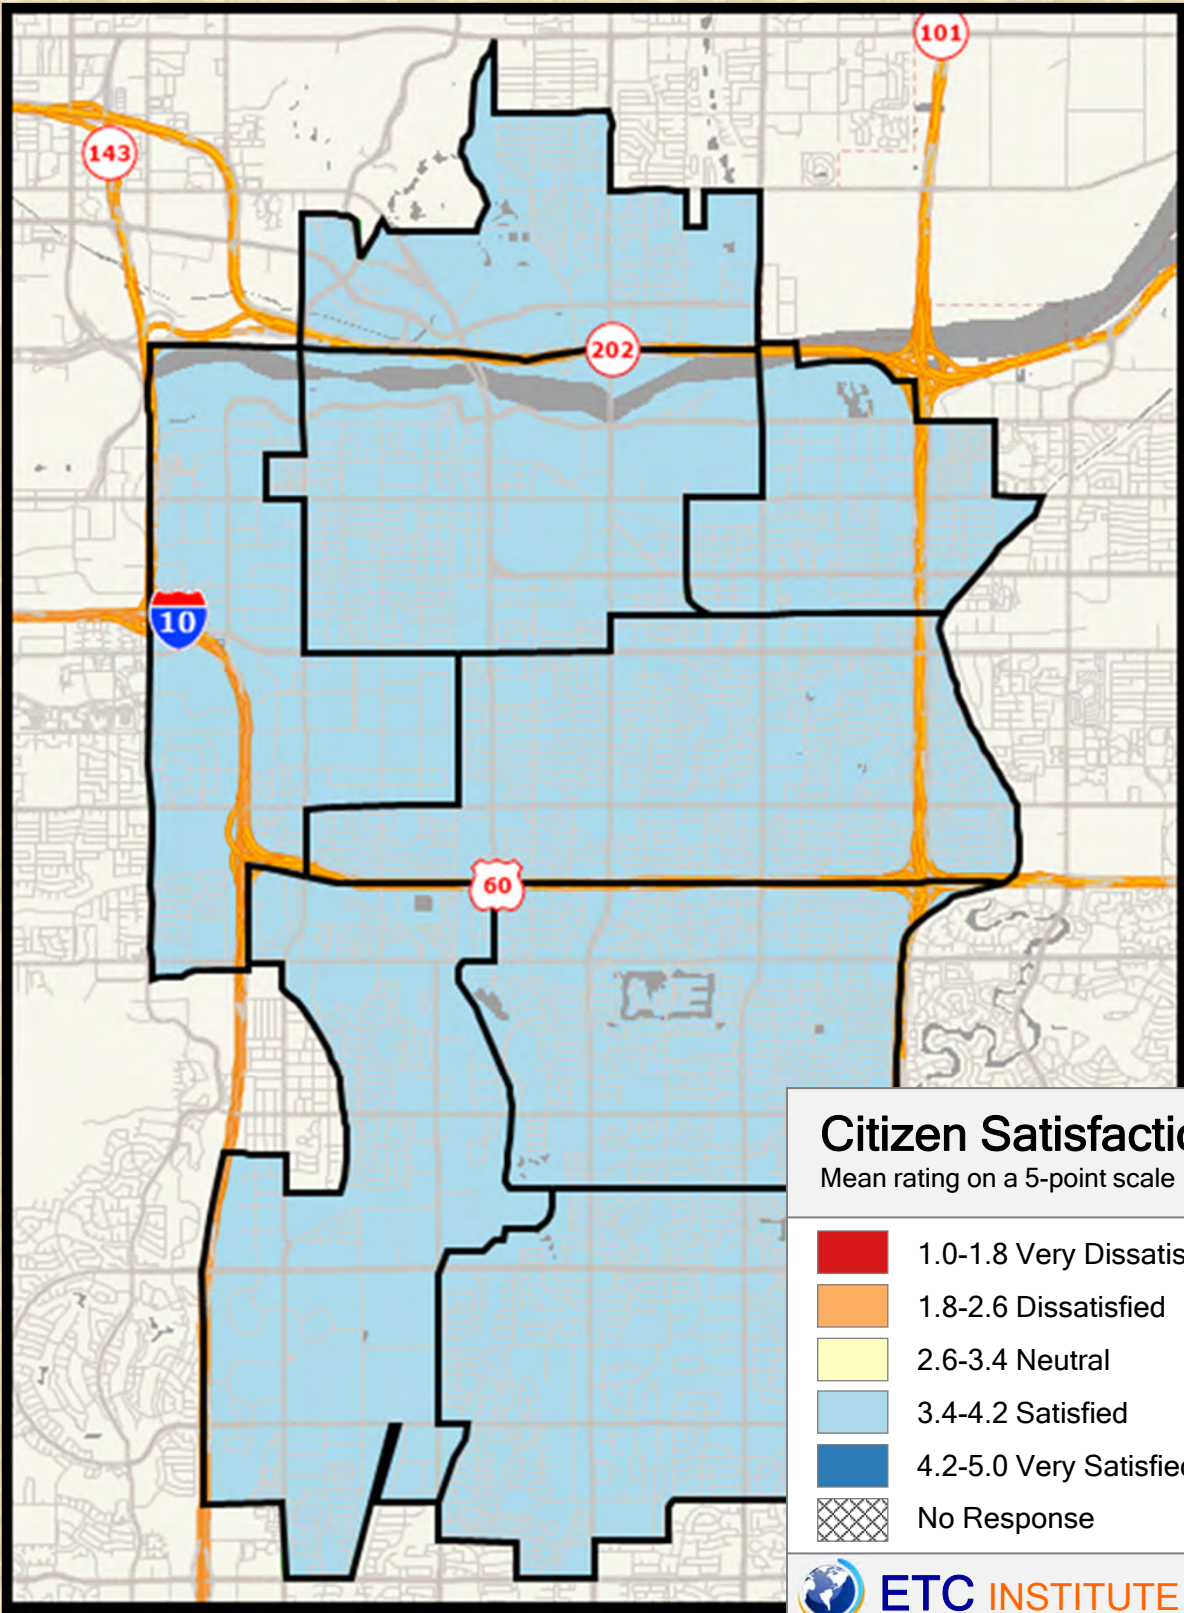 101
143
202
10
60
Citizen Satisfactio
Mean rating on a 5-point scale
1.0-1.8 Very Dissatis
1.8-2.6 Dissatisfied
2.6-3.4 Neutral
3.4-4.2 Satisfied
4.2-5.0 Very Satisfied
No Response
ETC INSTITUTE